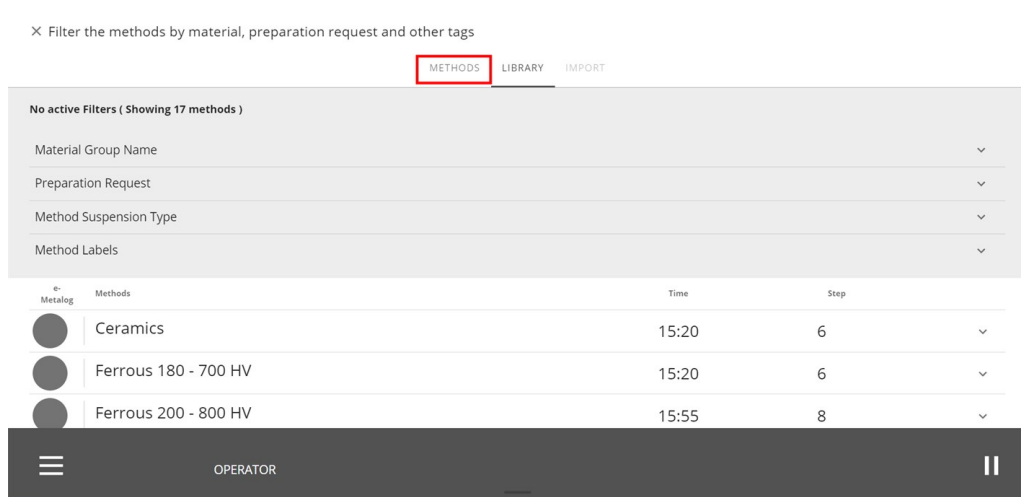 × Filter the methods by material, preparation request and other tags
METHODS LIBRARY IMPORT
No active Filters ( Showing 17 methods )
Material Group Name
Preparation Request
Method Suspension Type
Method Labels
e-
Metalog Methods Time Step
Ceramics 15:20 6
Ferrous 180 - 700 HV 15:20 6
Ferrous 200 - 800 HV 15:55 8
OPERATOR